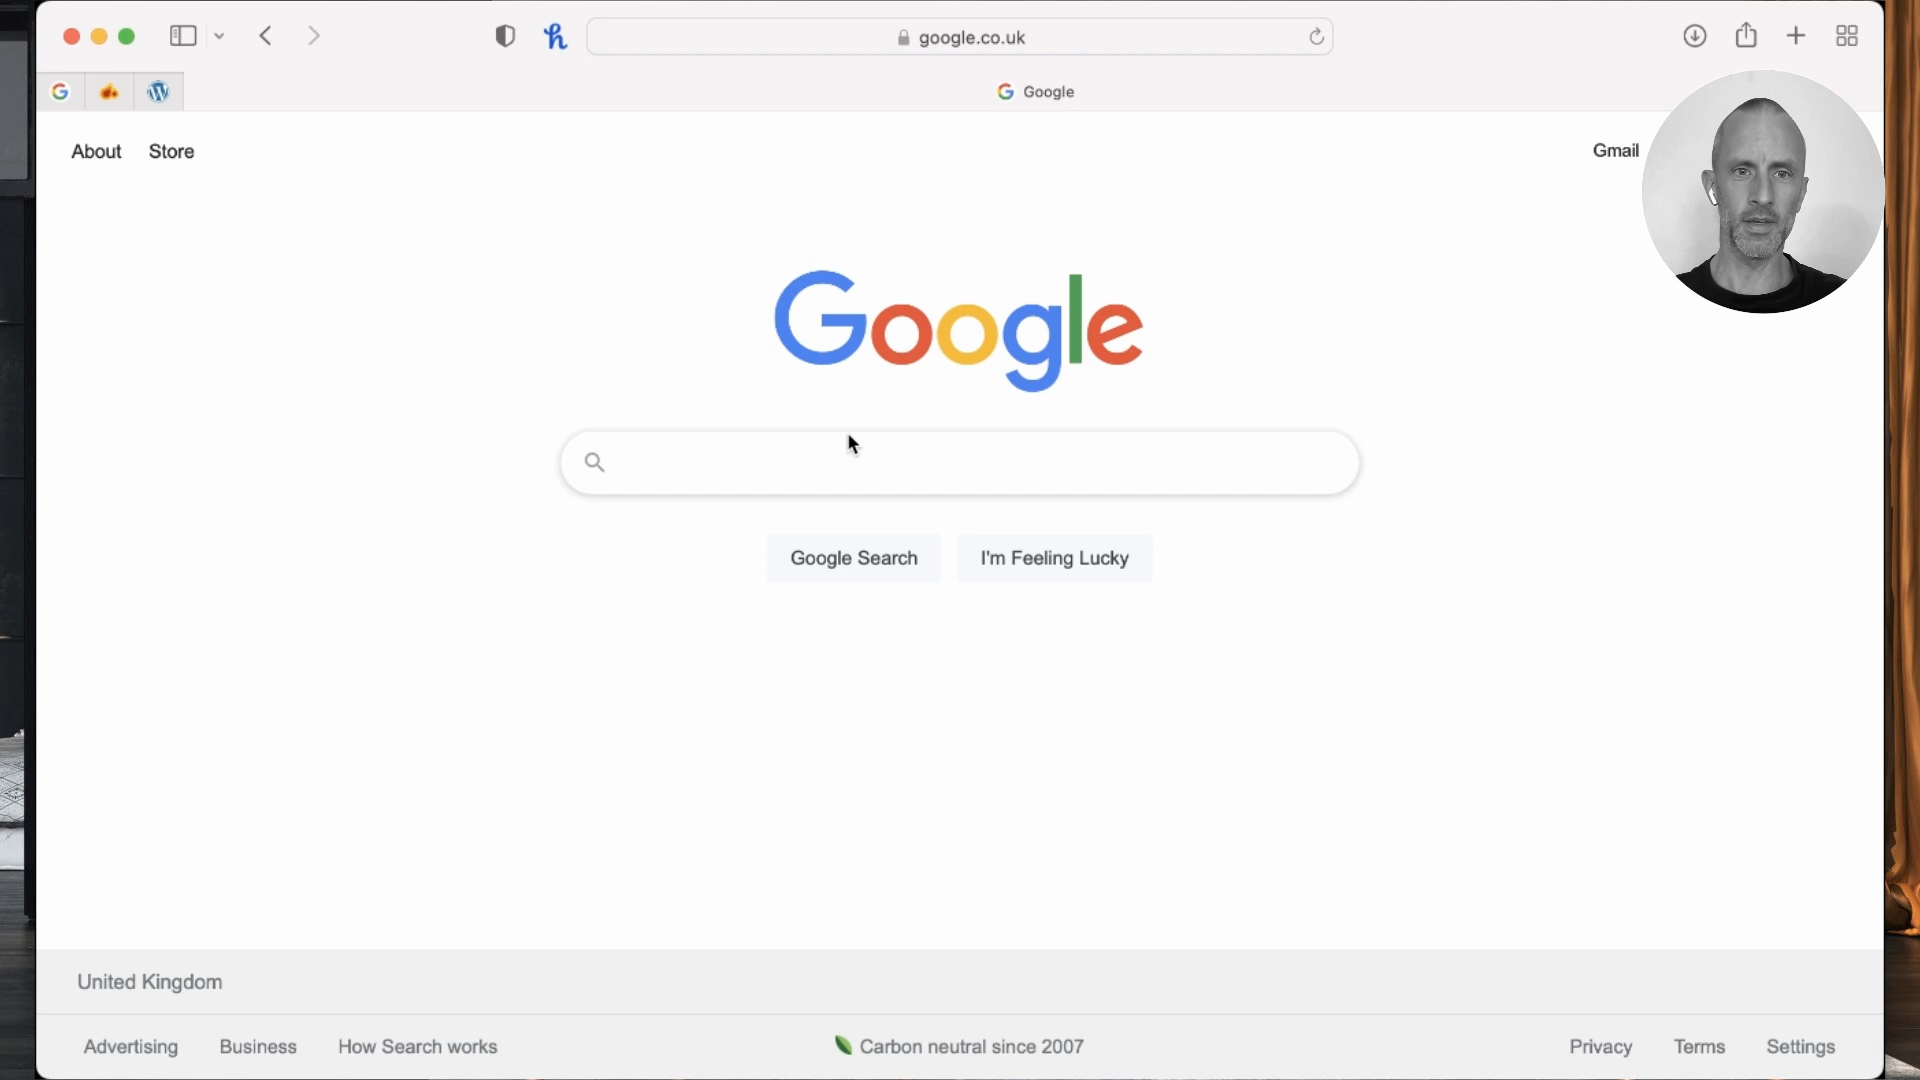 google.co.uk
Google
About Store
Gmail
Google
Google Search
I'm Feeling Lucky
United Kingdom
Advertising Business How Search works
Carbon neutral since 2007
Privacy Terms Settings